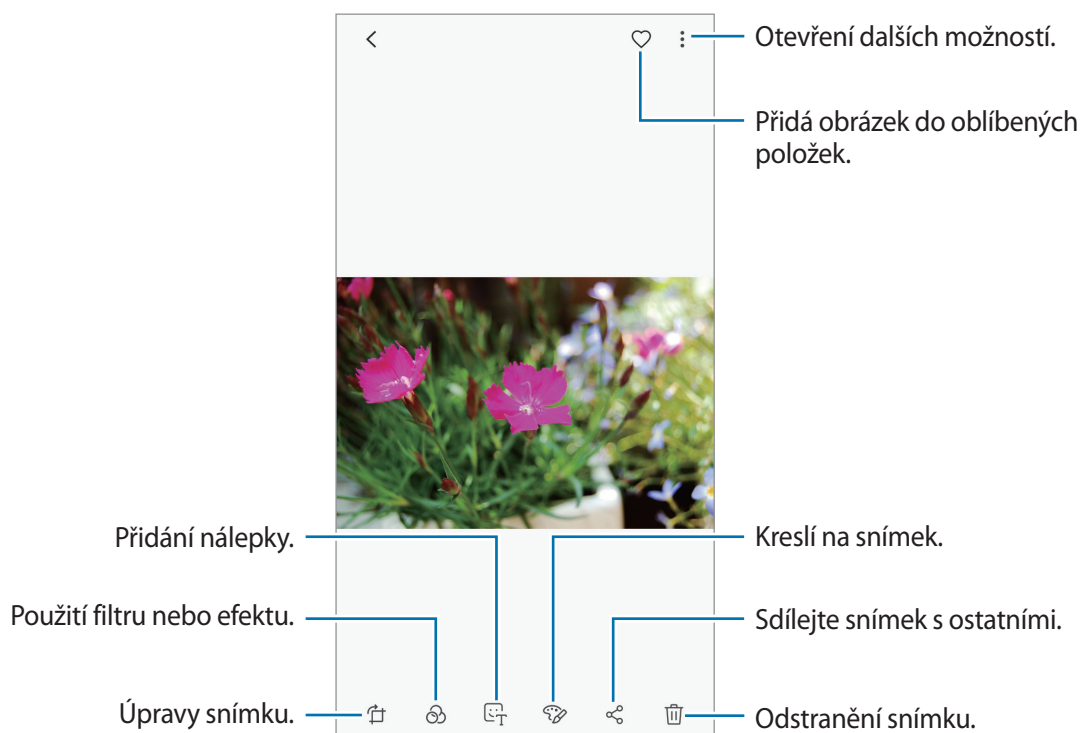 Otevření dalších možností.
Přidá obrázek do oblíbených
položek.
Přidání nálepky.
Kreslí na snímek.
Použití filtru nebo efektu.
Sdílejte snímek s ostatními.
Úpravy snímku.
Odstranění snímku.